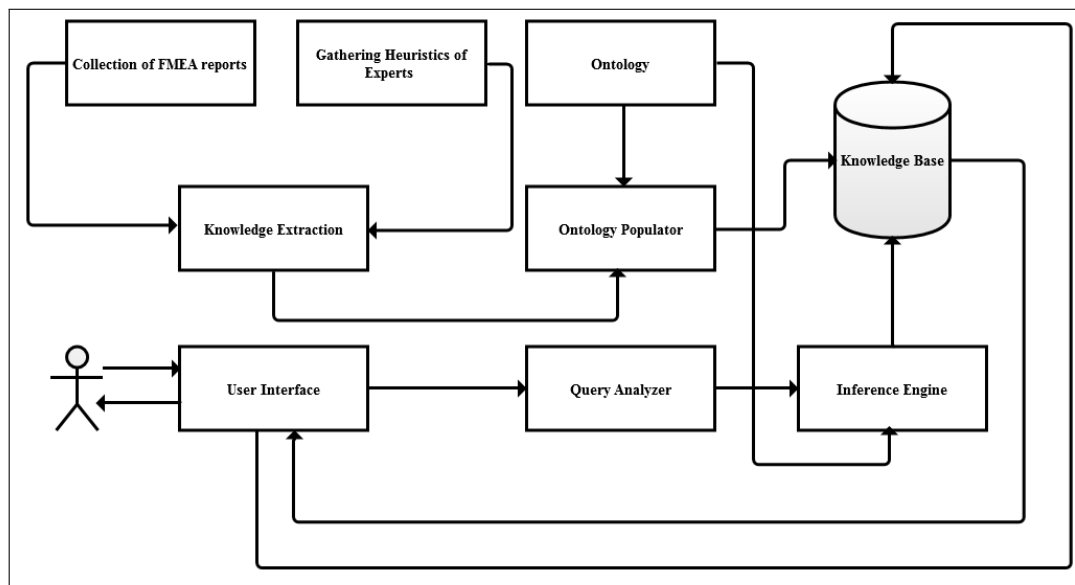 Collection of FMEA reports
Gathering Heuristics of
Experts
Ontology
Knowledge Base
Knowledge Extraction
Ontology Populator
User Interface
Query Analyzer
Inference Engine